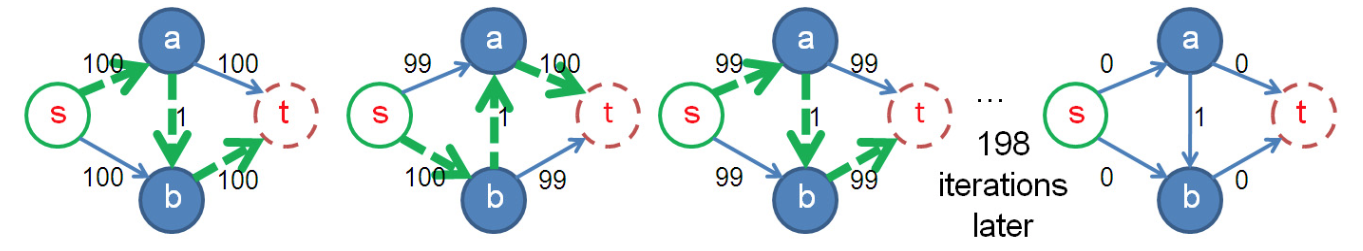 a
100 100
s 1 t
100 100
b
a
99 100
s 1 t
100 99
b
a
99 99
s 1 t
99 99
b
...
198
iterations
later
a
0 0
s 1 t
0 0
b